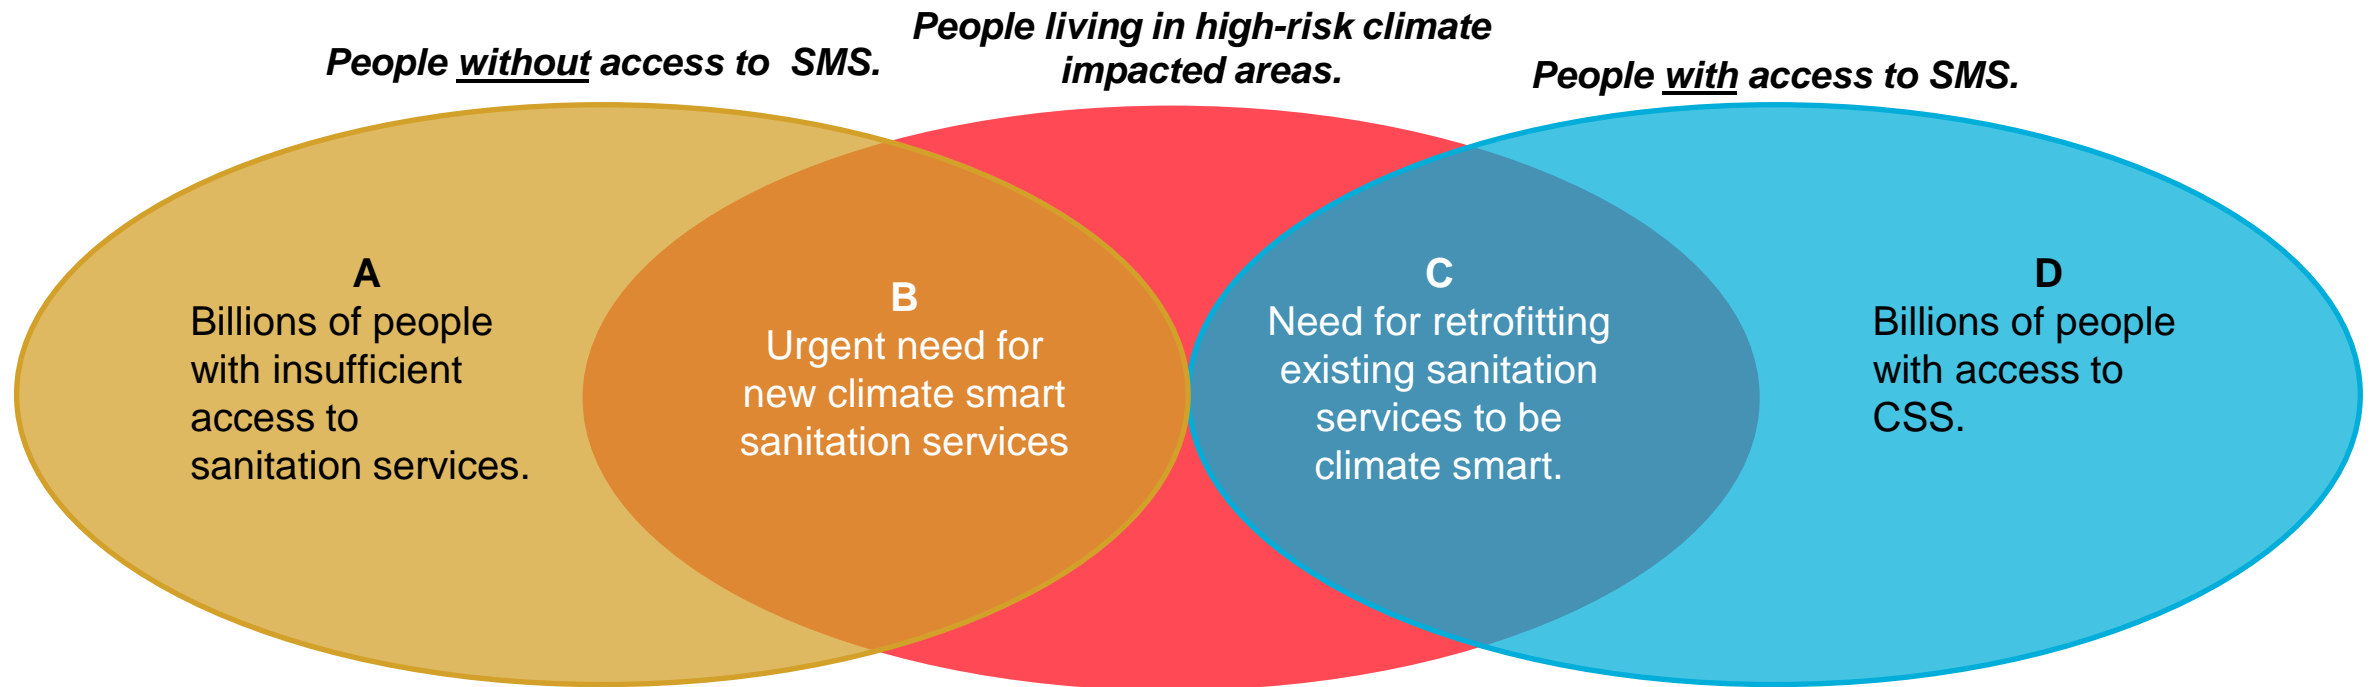 People without access to SMS.
People living in high-risk climate
impacted areas.
People with access to SMS.
A
Billions of people
with insufficient
access to
sanitation services.
B
Urgent need for
new climate smart
sanitation services
C
Need for retrofitting
existing sanitation
services to be
climate smart.
D
Billions of people
with access to
CSS.